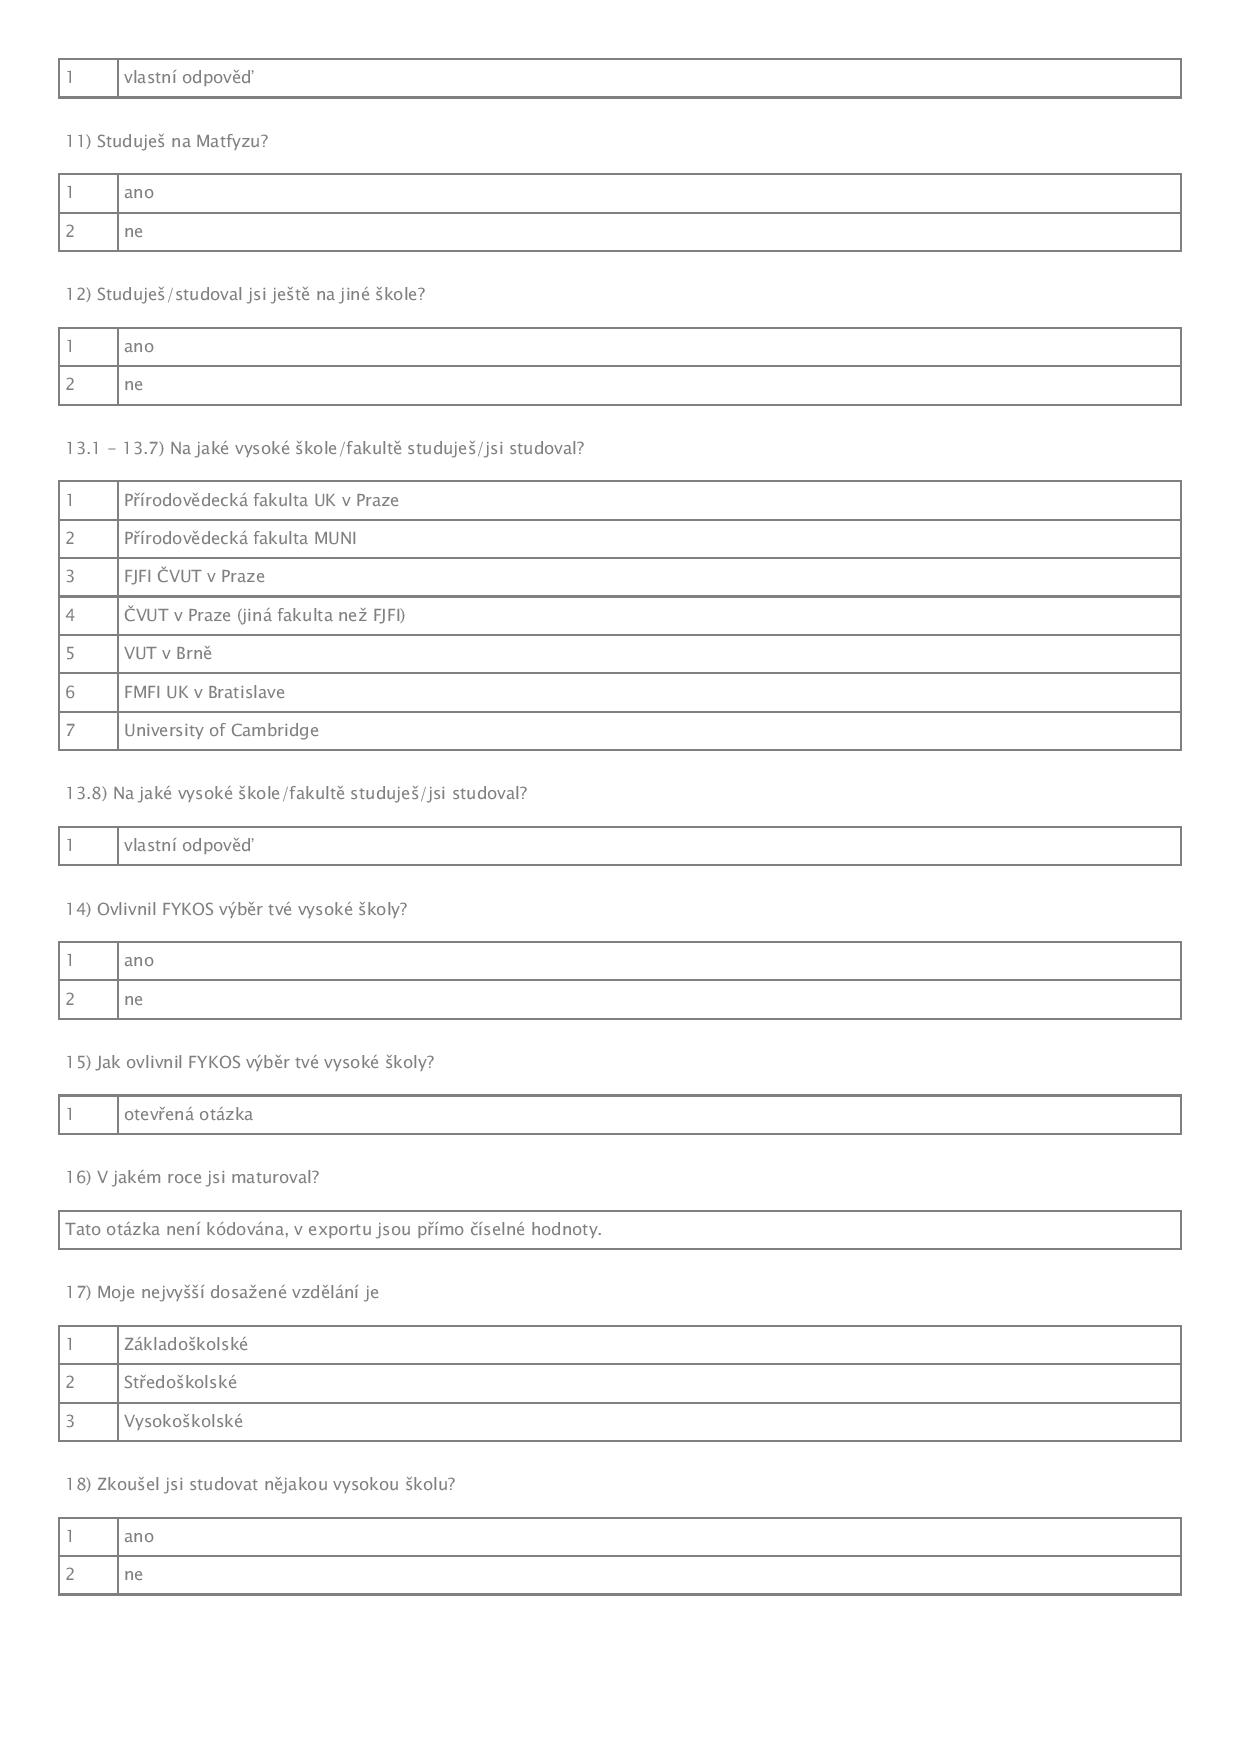 1 vlastní odpověď
11) Studuješ na Matfyzu?
1 ano
2 ne
12) Studuješ/studoval jsi ještě na jiné škole?
1 ano
2 ne
13.1 – 13.7) Na jaké vysoké škole/fakultě studuješ/jsi studoval?
1 Přírodovědecká fakulta UK v Praze
2 Přírodovědecká fakulta MUNI
3 FJFI ČVUT v Praze
4 ČVUT v Praze (jiná fakulta než FJFI)
5 VUT v Brně
6 FMFI UK v Bratislave
7 University of Cambridge
13.8) Na jaké vysoké škole/fakultě studuješ/jsi studoval?
1 vlastní odpověď
14) Ovlivnil FYKOS výběr tvé vysoké školy?
1 ano
2 ne
15) Jak ovlivnil FYKOS výběr tvé vysoké školy?
1 otevřená otázka
16) V jakém roce jsi maturoval?
Tato otázka není kódována, v exportu jsou přímo číselné hodnoty.
17) Moje nejvyšší dosažené vzdělání je
1 Základoškolské
2 Středoškolské
3 Vysokoškolské
18) Zkoušel jsi studovat nějakou vysokou školu?
1 ano
2 ne